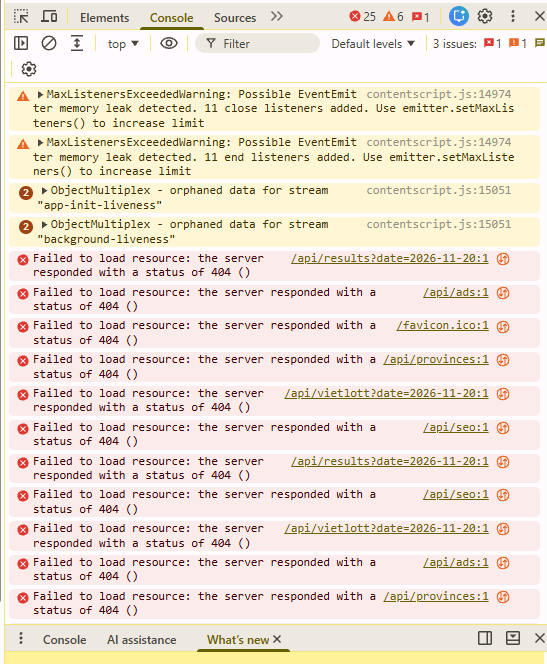 Elements Console Sources 25 6 1
top Filter Default levels 3 issues: 1 1
MaxListenersExceededWarning: Possible EventEmit contentscript.js:14974
ter memory leak detected. 11 close listeners added. Use emitter.setMaxLis
teners() to increase limit
MaxListenersExceededWarning: Possible EventEmit contentscript.js:14974
ter memory leak detected. 11 end listeners added. Use emitter.setMaxListe
ners() to increase limit
2 ObjectMultiplex - orphaned data for stream contentscript.js:15051
"app-init-liveness"
2 ObjectMultiplex - orphaned data for stream contentscript.js:15051
"background-liveness"
Failed to load resource: the server /api/results?date=2026-11-20:1
responded with a status of 404 ()
Failed to load resource: the server responded with a /api/ads:1
status of 404 ()
Failed to load resource: the server responded with a /favicon.ico:1
status of 404 ()
Failed to load resource: the server responded with a /api/provinces:1
status of 404 ()
Failed to load resource: the server /api/vietlott?date=2026-11-20:1
responded with a status of 404 ()
Failed to load resource: the server responded with a /api/seo:1
status of 404 ()
Failed to load resource: the server /api/results?date=2026-11-20:1
responded with a status of 404 ()
Failed to load resource: the server responded with a /api/seo:1
status of 404 ()
Failed to load resource: the server /api/vietlott?date=2026-11-20:1
responded with a status of 404 ()
Failed to load resource: the server responded with a /api/ads:1
status of 404 ()
Failed to load resource: the server responded with a /api/provinces:1
status of 404 ()
Console AI assistance What's new